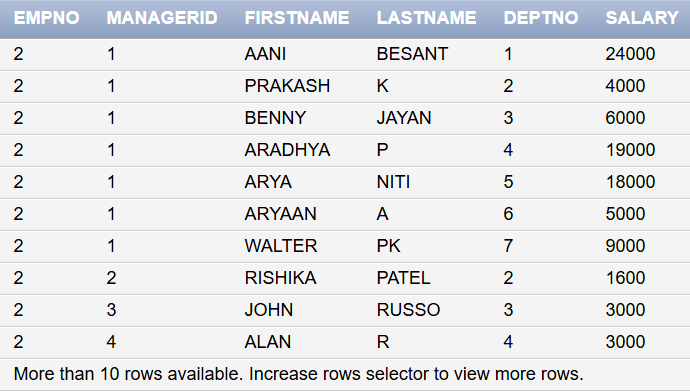 EMPNO MANAGERID FIRSTNAME LASTNAME DEPTNO SALARY
2 1 AANI BESANT 1 24000
2 1 PRAKASH K 2 4000
2 1 BENNY JAYAN 3 6000
2 1 ARADHYA P 4 19000
2 1 ARYA NITI 5 18000
2 1 ARYAAN A 6 5000
2 1 WALTER PK 7 9000
2 2 RISHIKA PATEL 2 1600
2 3 JOHN RUSSO 3 3000
2 4 ALAN R 4 3000
More than 10 rows available. Increase rows selector to view more rows.